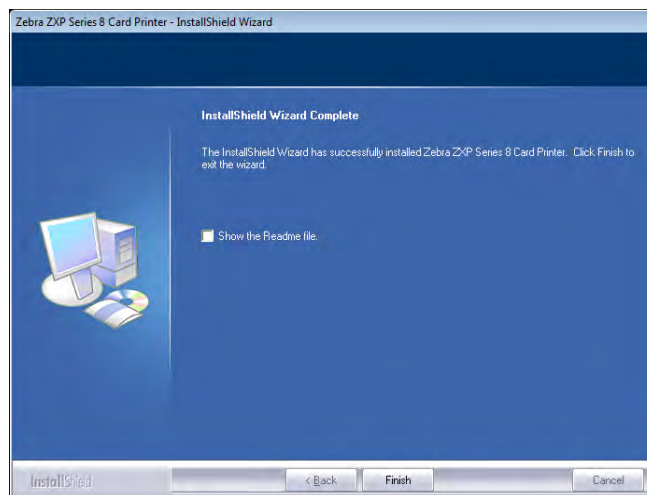 Zebra ZXP Series 8 Card Printer - InstallShield Wizard
InstallShield Wizard Complete
The InstallShield Wizard has successfully installed Zebra ZXP Series 8 Card Printer. Click Finish to
exit the wizard.
Show the Readme file.
InstallShield
< Back
Finish
Cancel